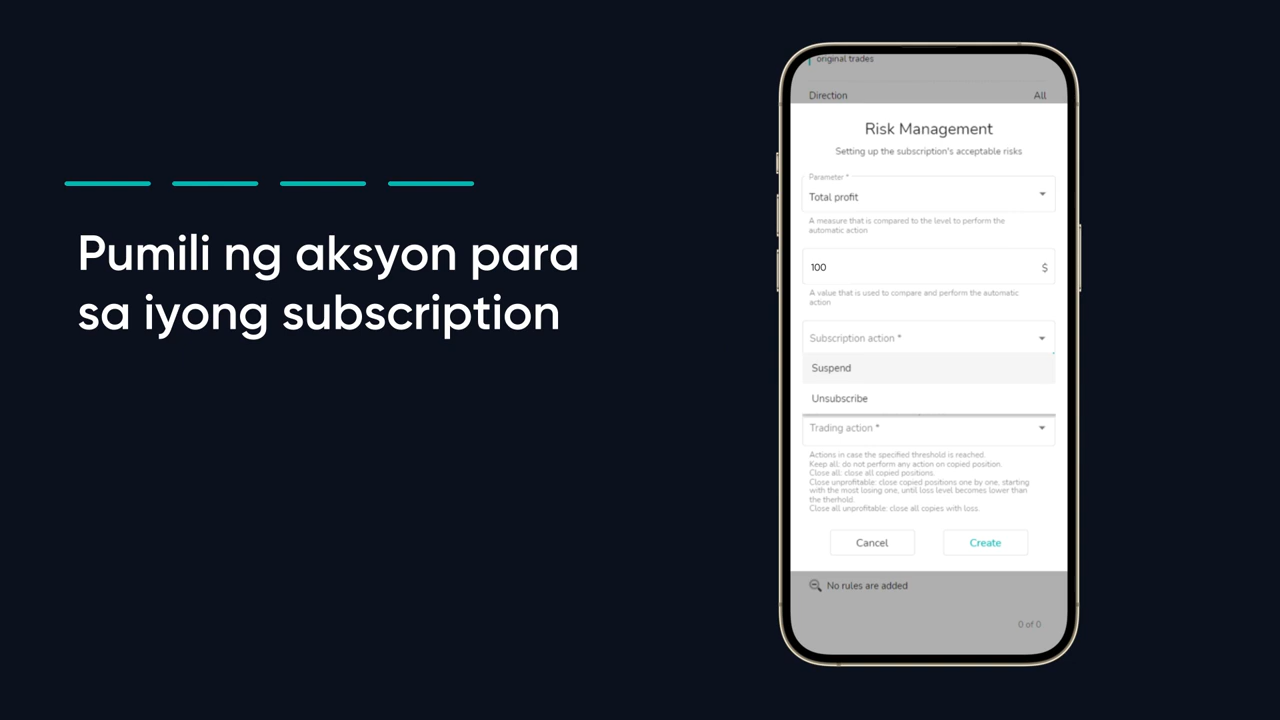 Pumili ng aksyon para
sa iyong subscription
original trades
Direction All
Risk Management
Setting up the subscription's acceptable risks
Parameter *
Total profit
A measure that is compared to the level to perform the
automatic action
100 $
A value that is used to compare and perform the automatic
action
Subscription action *
Suspend
Unsubscribe
Trading action *
Actions in case the specified threshold is reached.
Keep all: do not perform any action on copied position.
Close all: close all copied positions.
Close unprofitable: close copied positions one by one, starting
with the most losing one, until loss level becomes lower than
the therhold.
Close all unprofitable: close all copies with loss.
Cancel Create
No rules are added
0 of 0